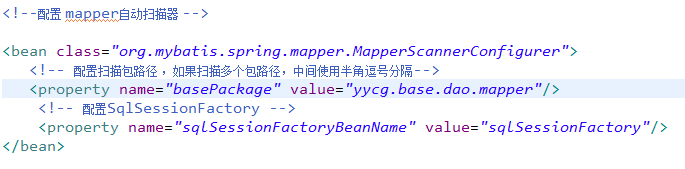 <!--配置 mapper自动扫描器 -->
<bean class="org.mybatis.spring.mapper.MapperScannerConfigurer">
<!-- 配置扫描包路径 ，如果扫描多个包路径，中间使用半角逗号分隔-->
<property name="basePackage" value="yycg.base.dao.mapper"/>
<!-- 配置SqlSessionFactory -->
<property name="sqlSessionFactoryBeanName" value="sqlSessionFactory"/>
</bean>